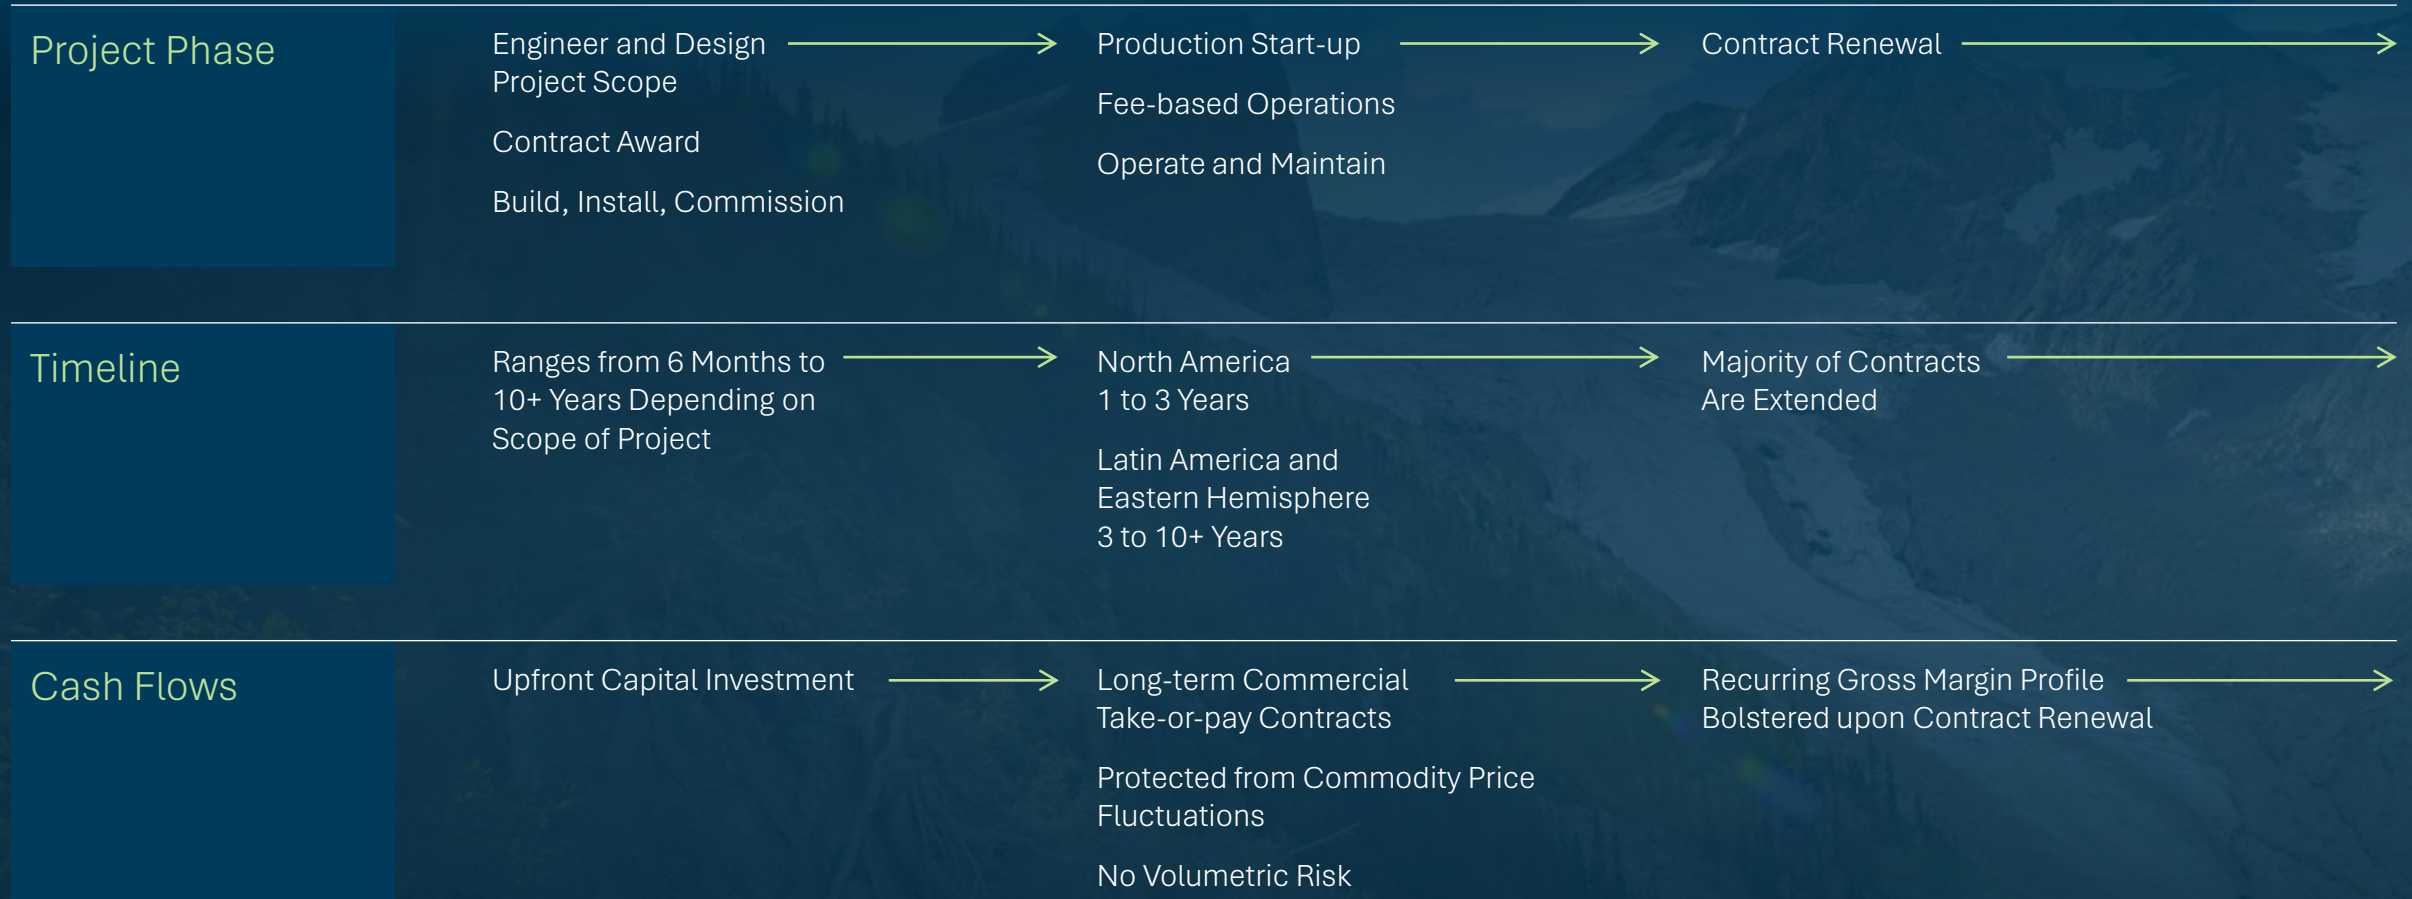 Project Phase
Engineer and Design
Project Scope
Contract Award
Build, Install, Commission
Production Start-up
Fee-based Operations
Operate and Maintain
Contract Renewal
Timeline
Ranges from 6 Months to
10+ Years Depending on
Scope of Project
North America
1 to 3 Years
Latin America and
Eastern Hemisphere
3 to 10+ Years
Majority of Contracts
Are Extended
Cash Flows
Upfront Capital Investment
Long-term Commercial
Take-or-pay Contracts
Protected from Commodity Price
Fluctuations
No Volumetric Risk
Recurring Gross Margin Profile
Bolstered upon Contract Renewal